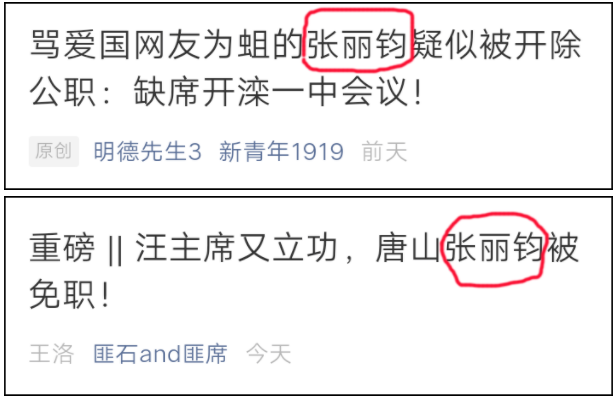 骂爱国网友为蛆的张丽钧疑似被开除
公职：缺席开滦一中会议！
原创 明德先生3 新青年1919 前天
重磅 || 汪主席又立功，唐山张丽钧被
免职！
王洛 匪石and匪席 今天